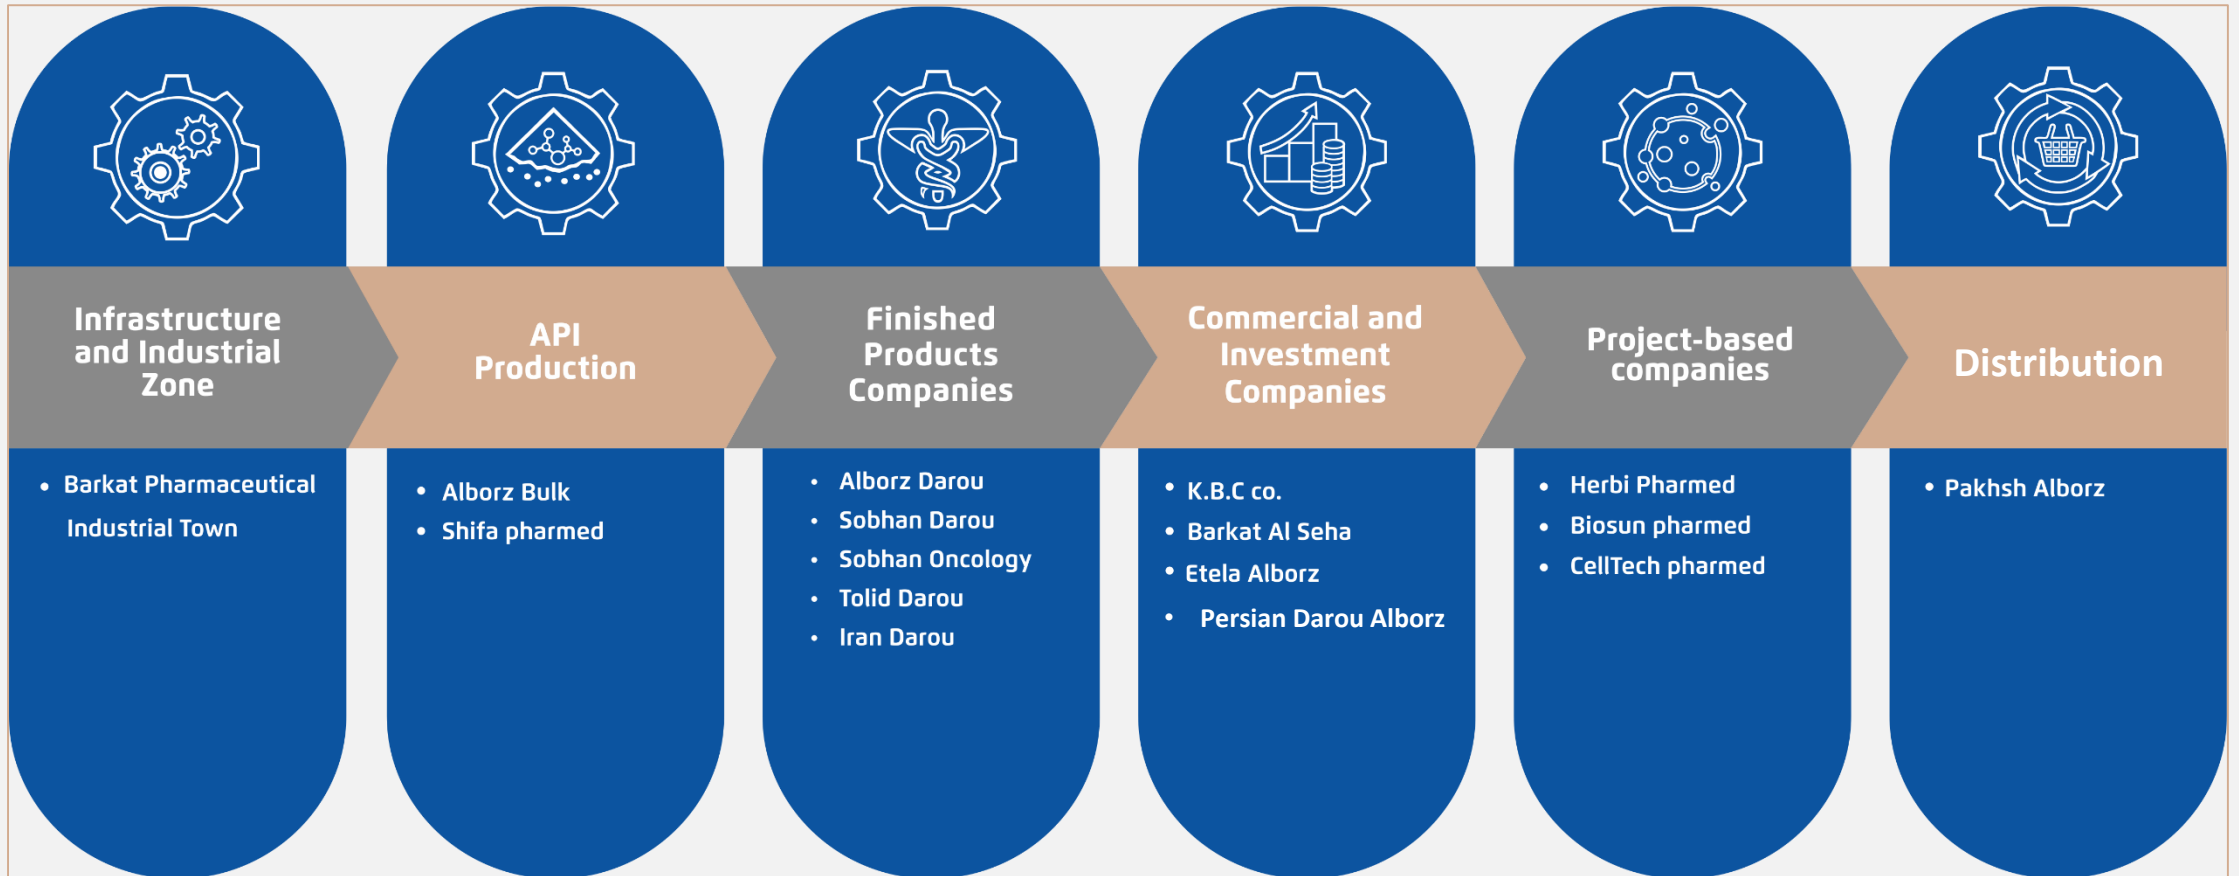 Infrastructure
and Industrial
Zone
• Barkat Pharmaceutical
Industrial Town
API
Production
• Alborz Bulk
• Shifa pharmed
Finished
Products
Companies
• Alborz Darou
• Sobhan Darou
• Sobhan Oncology
• Tolid Darou
• Iran Darou
Commercial and
Investment
Companies
• K.B.C co.
• Barkat Al Seha
• Etela Alborz
• Persian Darou Alborz
Project-based
companies
• Herbi Pharmed
• Biosun pharmed
• CellTech pharmed
Distribution
• Pakhsh Alborz